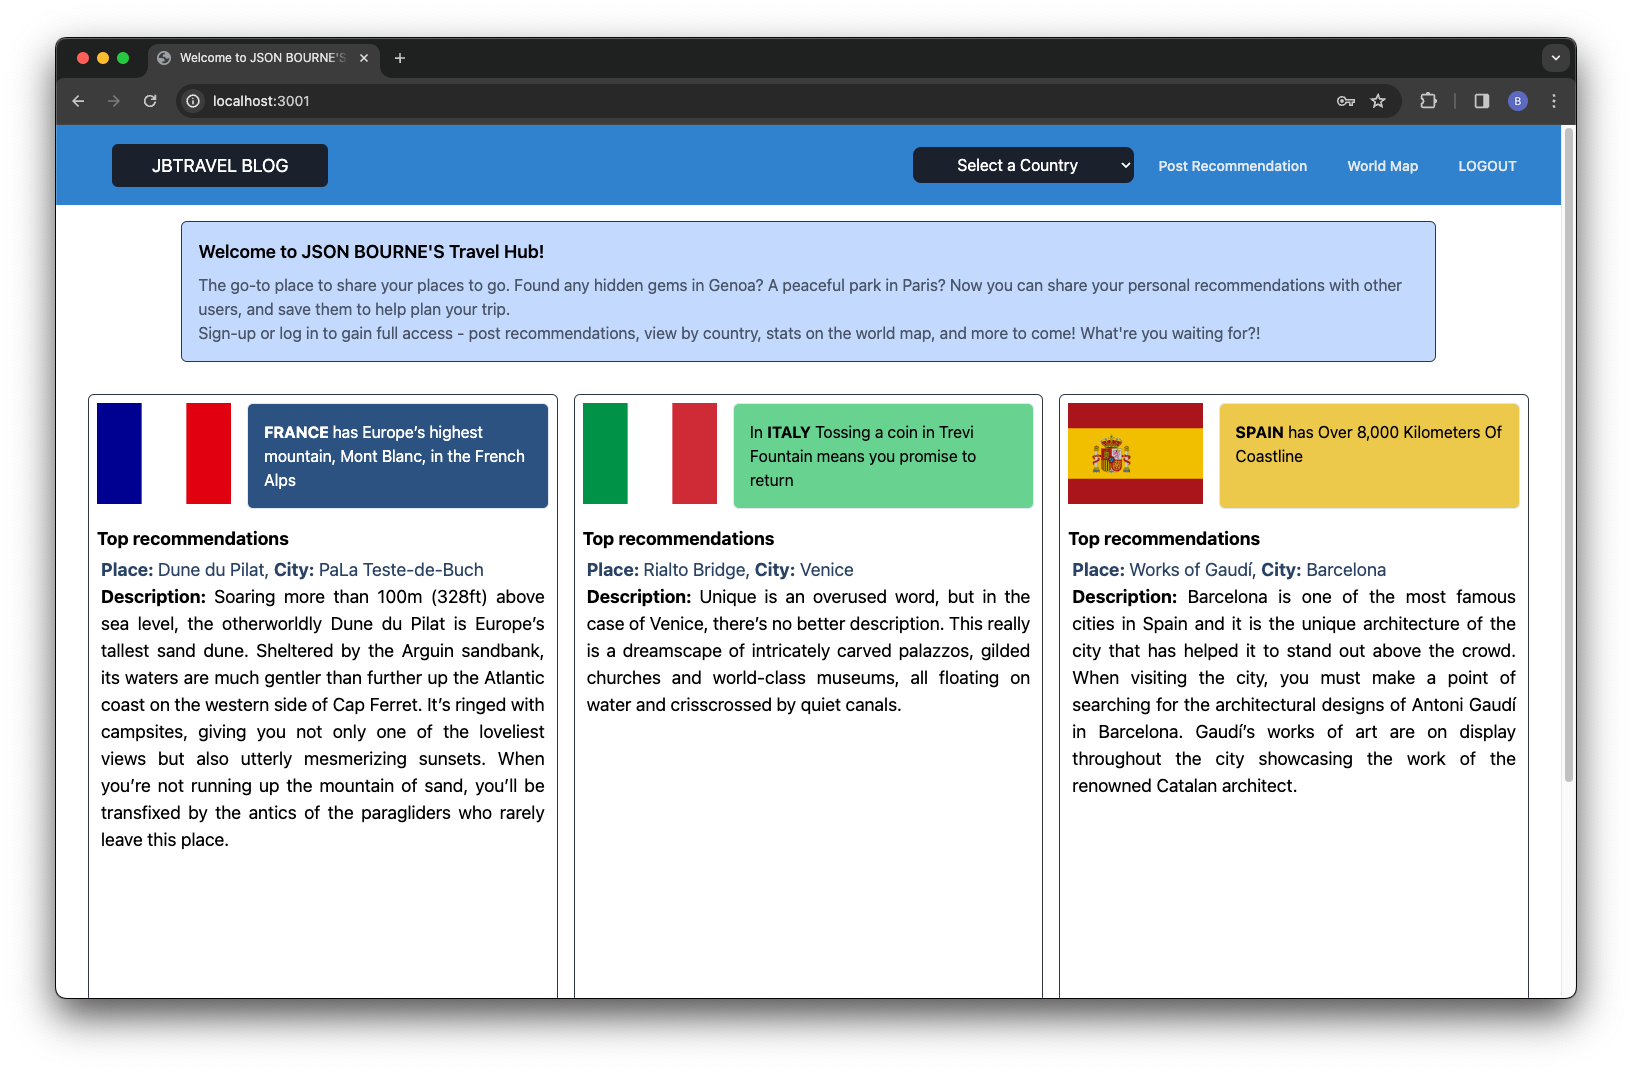 Welcome to JSON BOURNE'S
localhost:3001
B
JBTRAVEL BLOG
Select a Country
Post Recommendation
World Map
LOGOUT
Welcome to JSON BOURNE'S Travel Hub!
The go-to place to share your places to go. Found any hidden gems in Genoa? A peaceful park in Paris? Now you can share your personal recommendations with other
users, and save them to help plan your trip.
Sign-up or log in to gain full access - post recommendations, view by country, stats on the world map, and more to come! What're you waiting for?!
FRANCE has Europe’s highest
mountain, Mont Blanc, in the French
Alps
Top recommendations
Place: Dune du Pilat, City: PaLa Teste-de-Buch
Description: Soaring more than 100m (328ft) above
sea level, the otherworldly Dune du Pilat is Europe’s
tallest sand dune. Sheltered by the Arguin sandbank,
its waters are much gentler than further up the Atlantic
coast on the western side of Cap Ferret. It’s ringed with
campsites, giving you not only one of the loveliest
views but also utterly mesmerizing sunsets. When
you’re not running up the mountain of sand, you’ll be
transfixed by the antics of the paragliders who rarely
leave this place.
In ITALY Tossing a coin in Trevi
Fountain means you promise to
return
Top recommendations
Place: Rialto Bridge, City: Venice
Description: Unique is an overused word, but in the
case of Venice, there’s no better description. This really
is a dreamscape of intricately carved palazzos, gilded
churches and world-class museums, all floating on
water and crisscrossed by quiet canals.
SPAIN has Over 8,000 Kilometers Of
Coastline
Top recommendations
Place: Works of Gaudí, City: Barcelona
Description: Barcelona is one of the most famous
cities in Spain and it is the unique architecture of the
city that has helped it to stand out above the crowd.
When visiting the city, you must make a point of
searching for the architectural designs of Antoni Gaudí
in Barcelona. Gaudí’s works of art are on display
throughout the city showcasing the work of the
renowned Catalan architect.